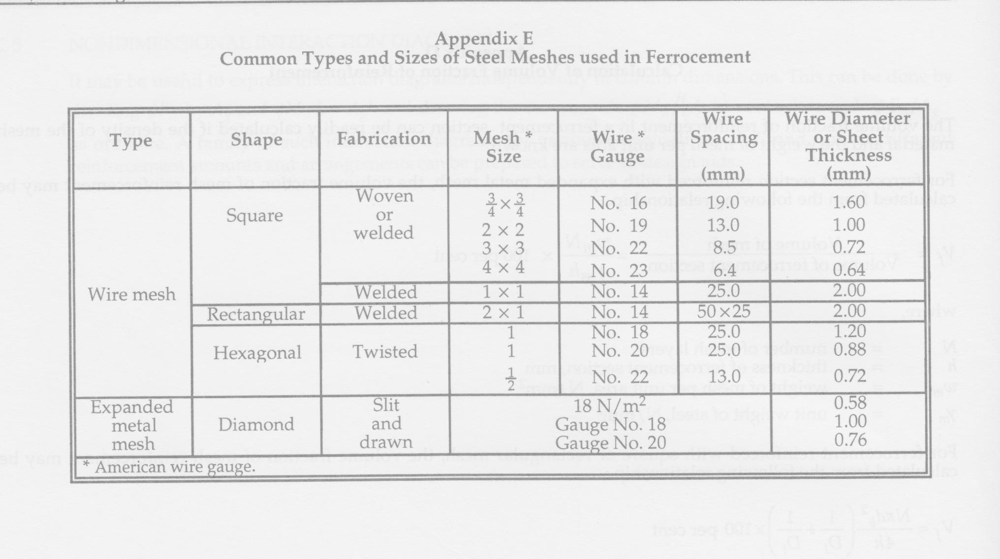 Appendix E
Common Types and Sizes of Steel Meshes used in Ferrocement
Type Shape Fabrication Mesh* Size Wire* Gauge Wire Spacing (mm) Wire Diameter or Sheet Thickness (mm)
Wire mesh Square Woven or welded 3/4 × 3/4 No. 16 19.0 1.60
2 × 2 No. 19 13.0 1.00
3 × 3 No. 22 8.5 0.72
4 × 4 No. 23 6.4 0.64
Welded 1 × 1 No. 14 25.0 2.00
Rectangular Welded 2 × 1 No. 14 50 × 25 2.00
Hexagonal Twisted 1 No. 18 25.0 1.20
1 No. 20 25.0 0.88
1/2 No. 22 13.0 0.72
Expanded metal mesh Diamond Slit and drawn 18 N/m² 0.58
Gauge No. 18 1.00
Gauge No. 20 0.76
* American wire gauge.